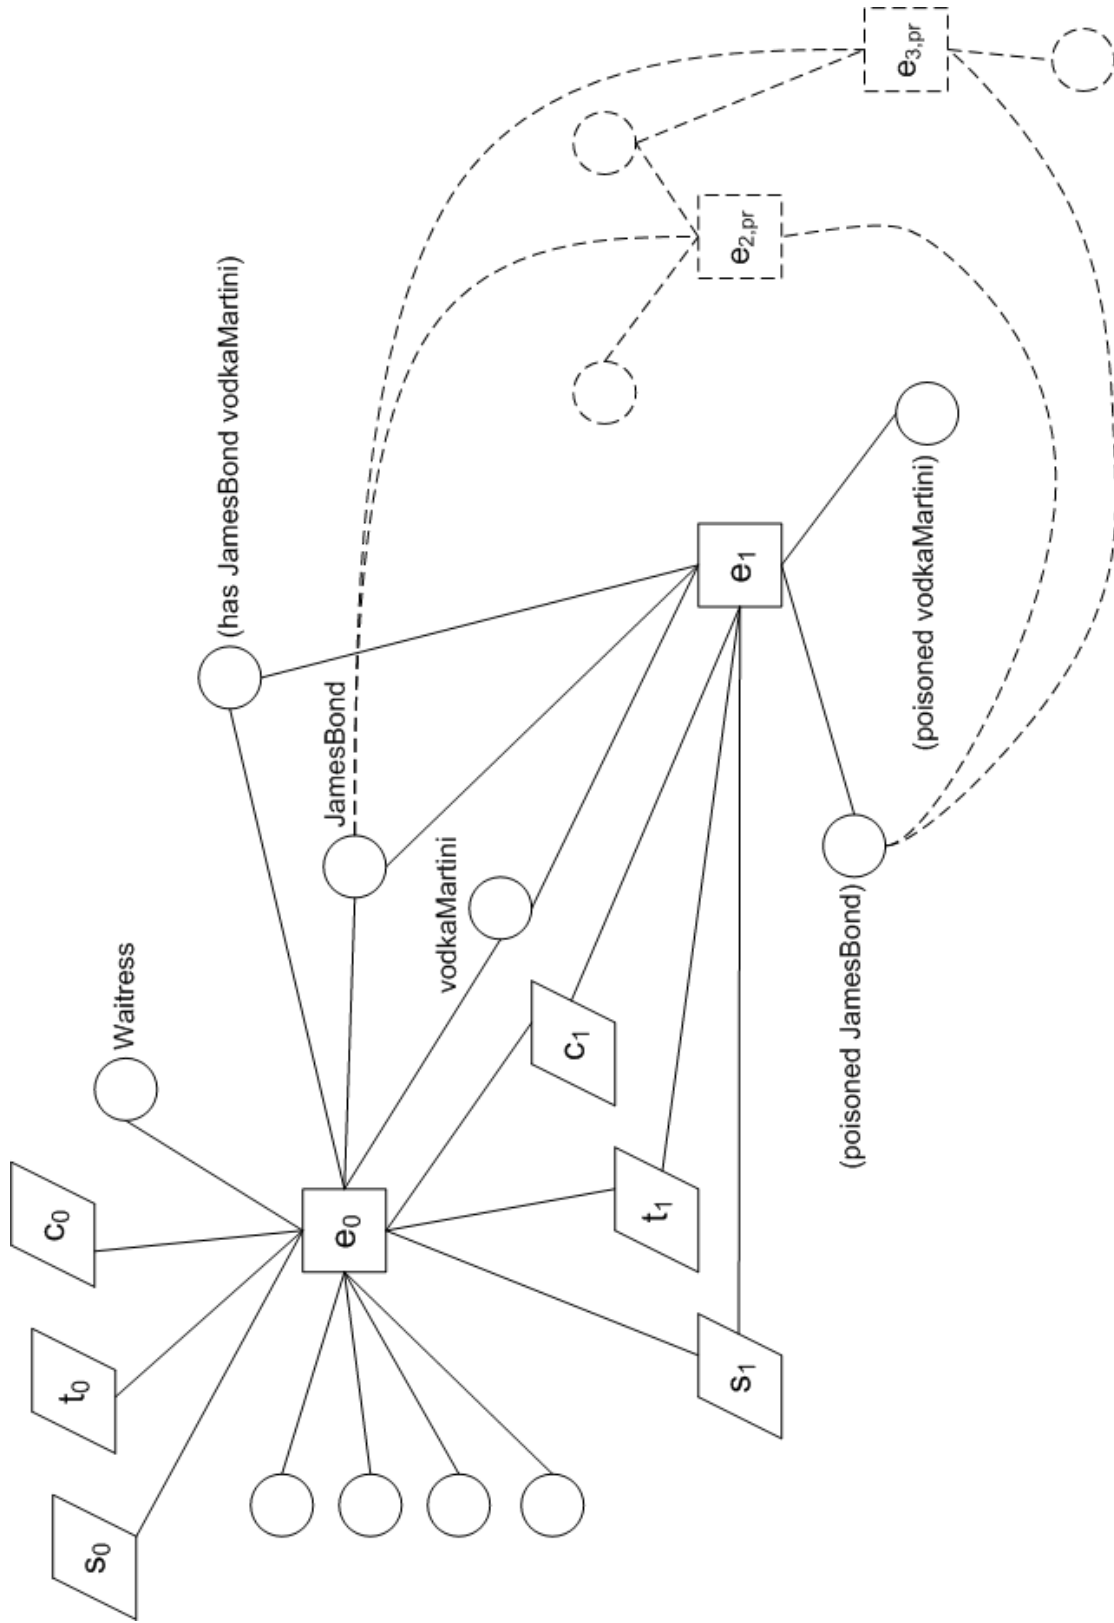 s0
t0
c0
Waitress
(has JamesBond vodkaMartini)
e0
JamesBond
vodkaMartini
s1
t1
c1
e1
e2,pr
e3,pr
(poisoned JamesBond)
(poisoned vodkaMartini)